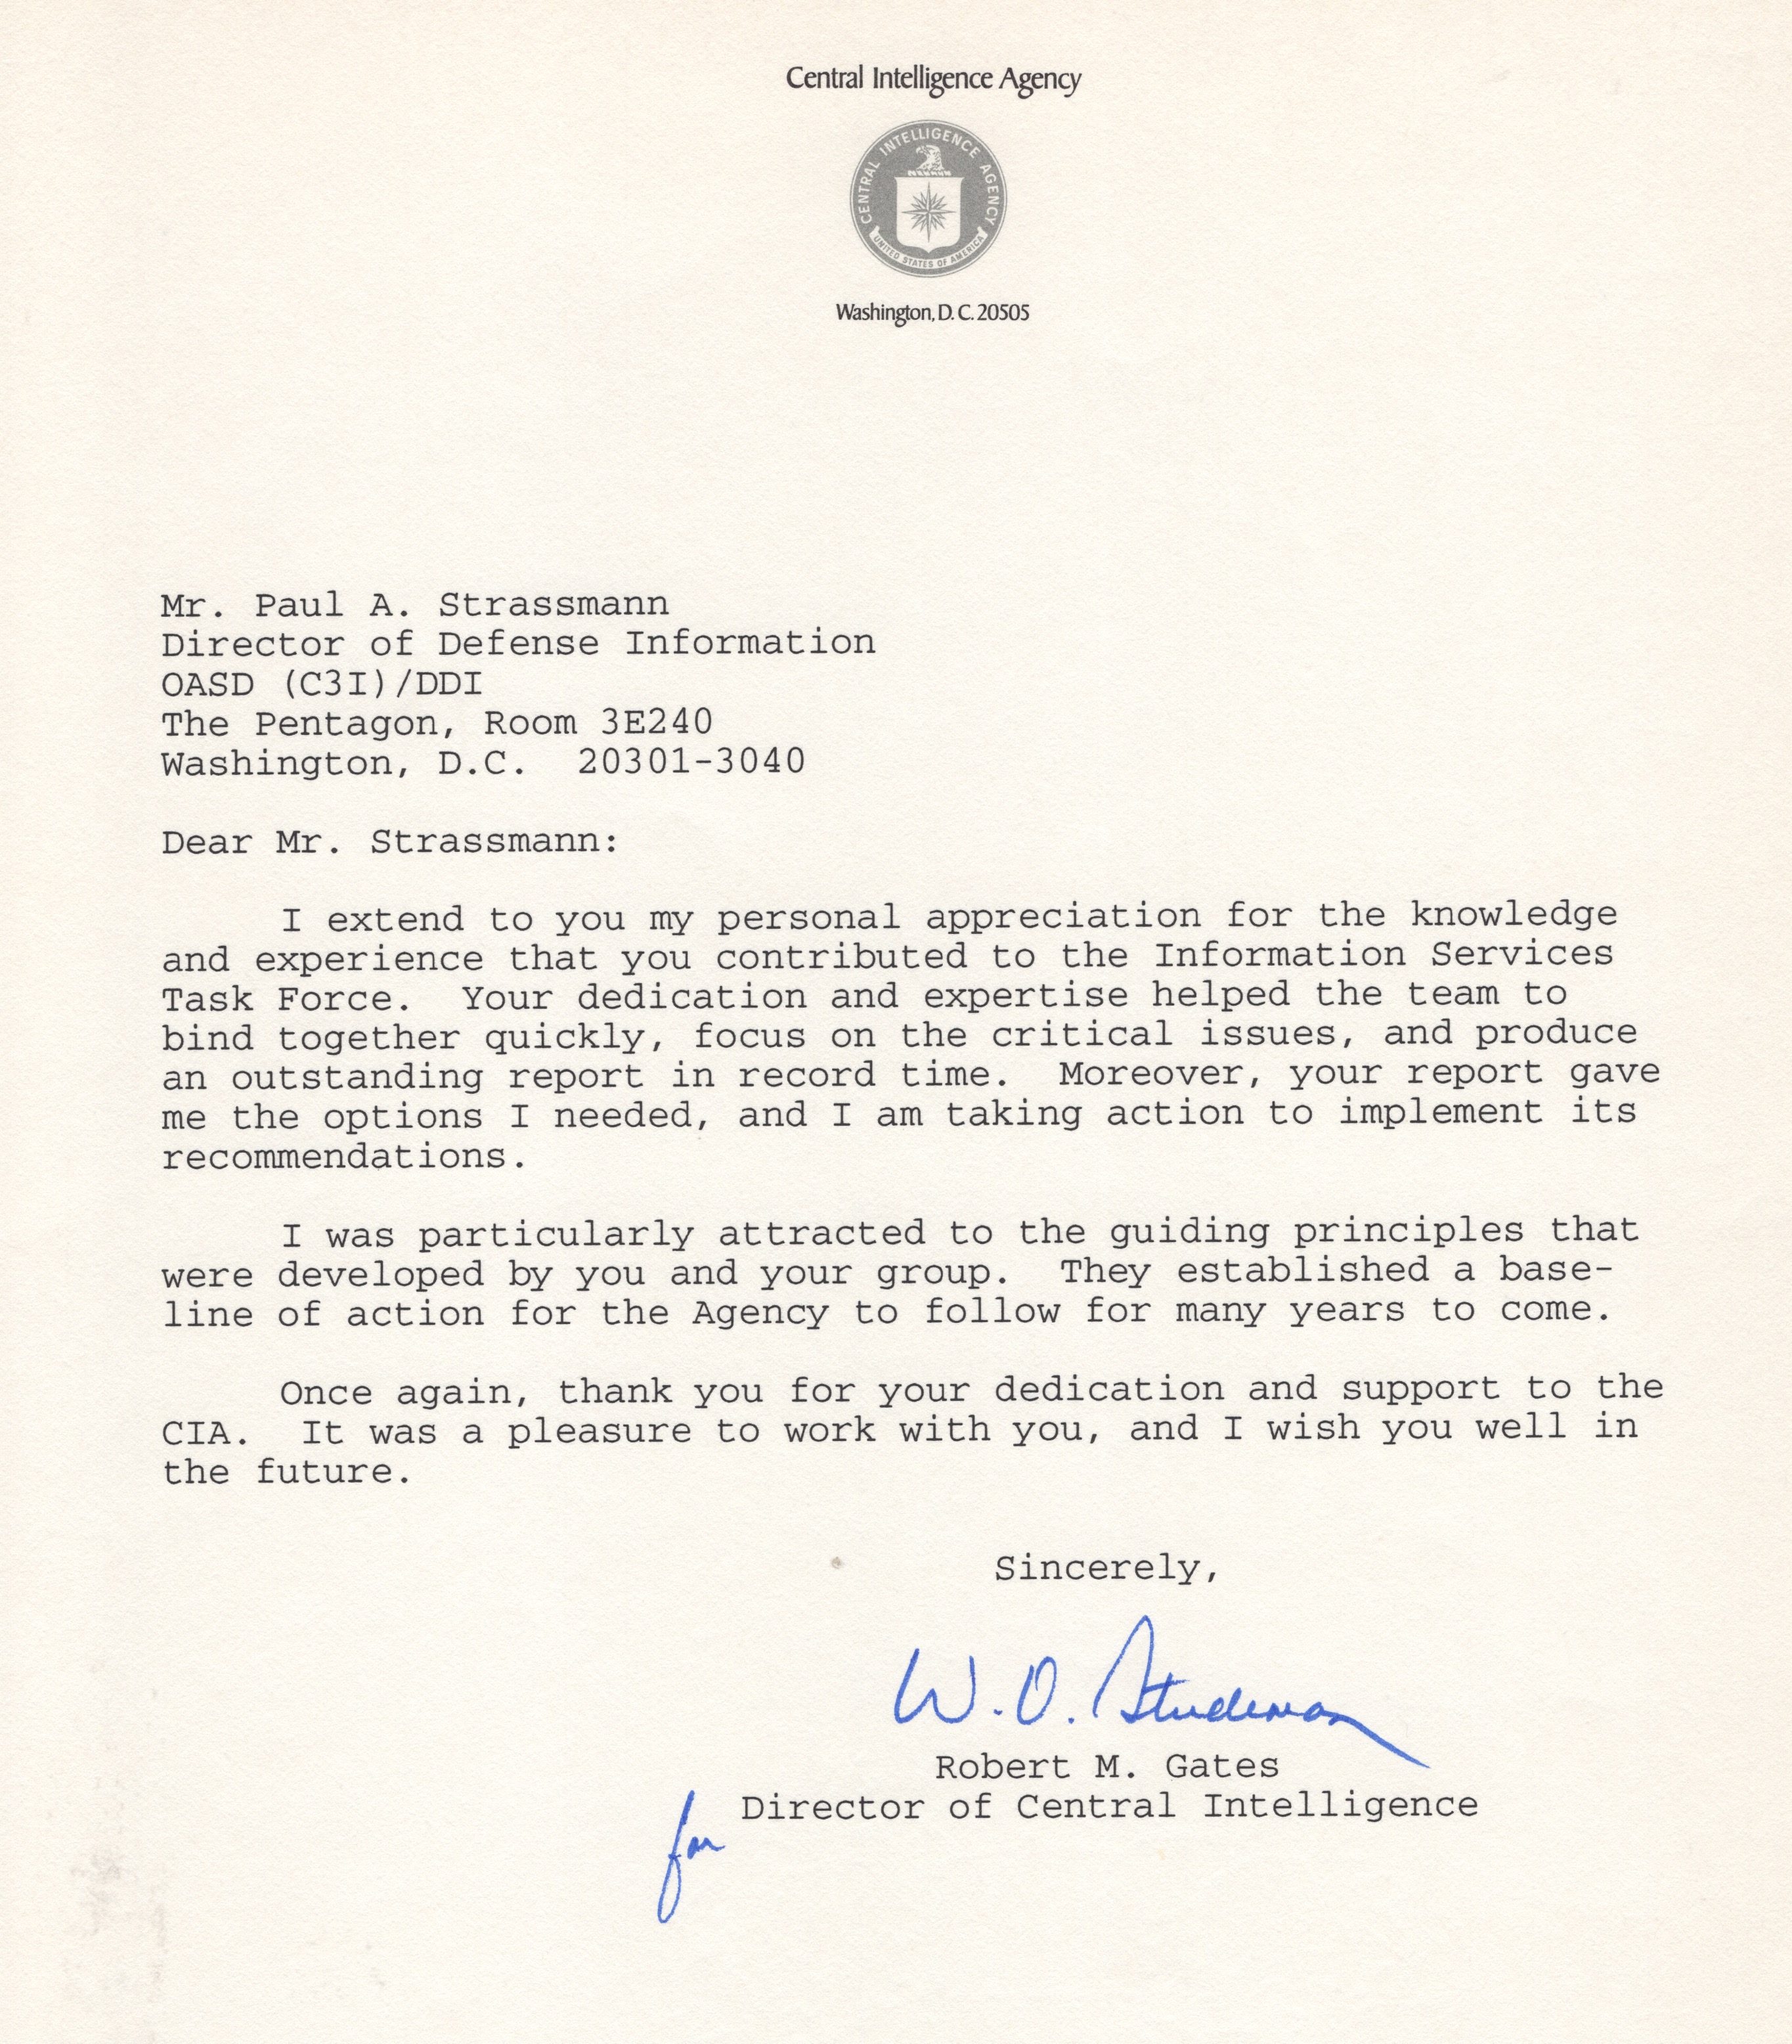 Central Intelligence Agency
CENTRAL INTELLIGENCE AGENCY
UNITED STATES OF AMERICA
Washington, D. C. 20505
Mr. Paul A. Strassmann
Director of Defense Information
OASD (C3I)/DDI
The Pentagon, Room 3E240
Washington, D.C.  20301-3040
Dear Mr. Strassmann:
I extend to you my personal appreciation for the knowledge
and experience that you contributed to the Information Services
Task Force.  Your dedication and expertise helped the team to
bind together quickly, focus on the critical issues, and produce
an outstanding report in record time.  Moreover, your report gave
me the options I needed, and I am taking action to implement its
recommendations.
I was particularly attracted to the guiding principles that
were developed by you and your group.  They established a base-
line of action for the Agency to follow for many years to come.
Once again, thank you for your dedication and support to the
CIA.  It was a pleasure to work with you, and I wish you well in
the future.
Sincerely,
W. O. Studeman
Robert M. Gates
for Director of Central Intelligence